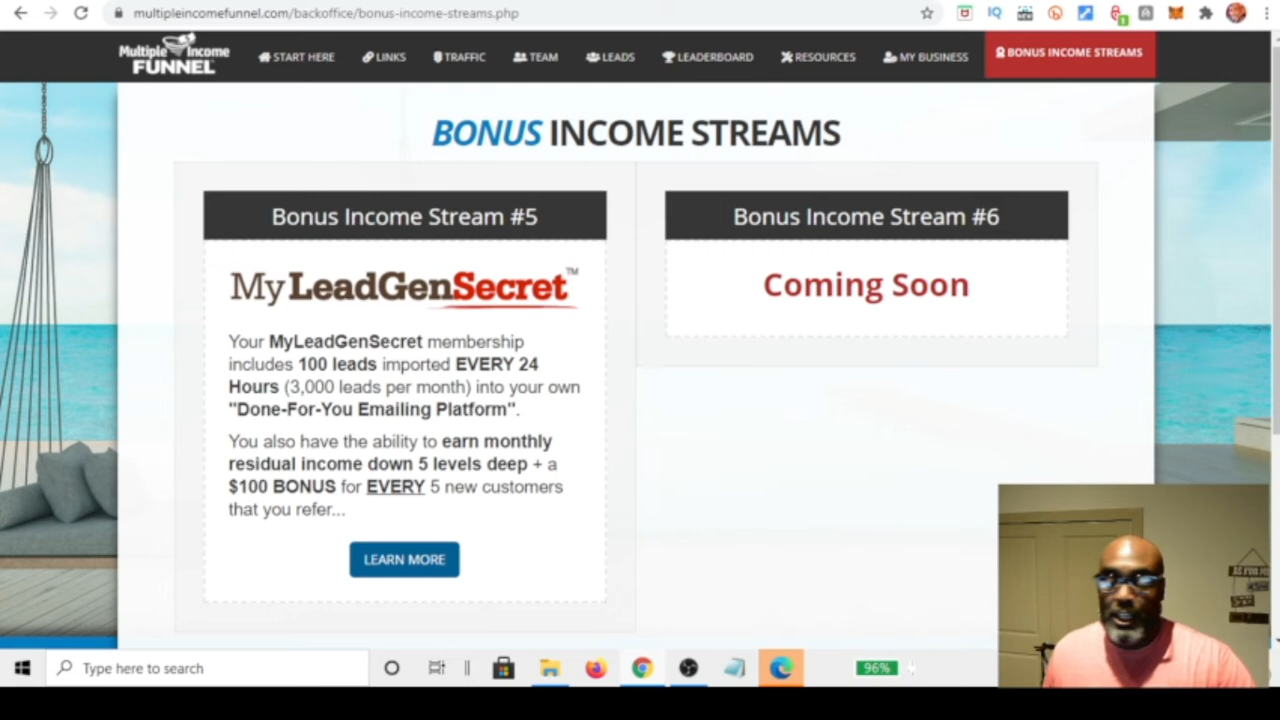 multipleincomefunnel.com/backoffice/bonus-income-streams.php
Multiple Income
FUNNEL
START HERE
LINKS
TRAFFIC
TEAM
LEADS
LEADERBOARD
RESOURCES
MY BUSINESS
BONUS INCOME STREAMS
BONUS INCOME STREAMS
Bonus Income Stream #5
MyLeadGenSecret™
Your MyLeadGenSecret membership
includes 100 leads imported EVERY 24
Hours (3,000 leads per month) into your own
"Done-For-You Emailing Platform".
You also have the ability to earn monthly
residual income down 5 levels deep + a
$100 BONUS for EVERY 5 new customers
that you refer...
LEARN MORE
Bonus Income Stream #6
Coming Soon
Type here to search
96%